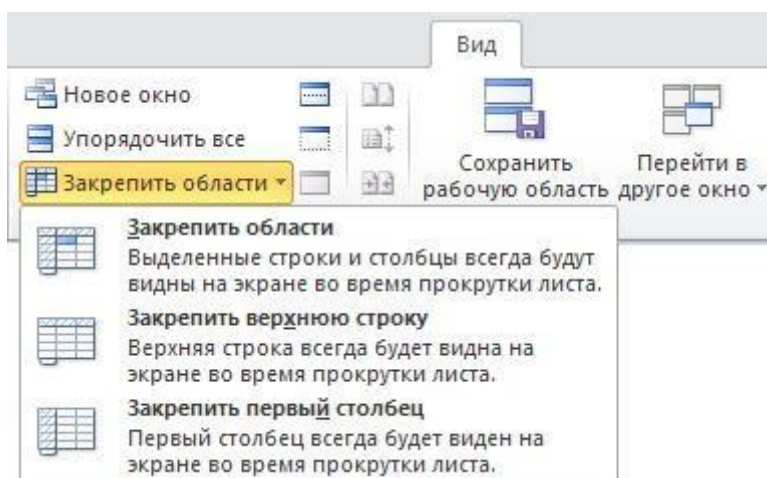 Вид
Новое окно
Упорядочить все
Закрепить области
Сохранить
рабочую область
Перейти в
другое окно
Закрепить области
Выделенные строки и столбцы всегда будут
видны на экране во время прокрутки листа.
Закрепить верхнюю строку
Верхняя строка всегда будет видна на
экране во время прокрутки листа.
Закрепить первый столбец
Первый столбец всегда будет виден на
экране во время прокрутки листа.